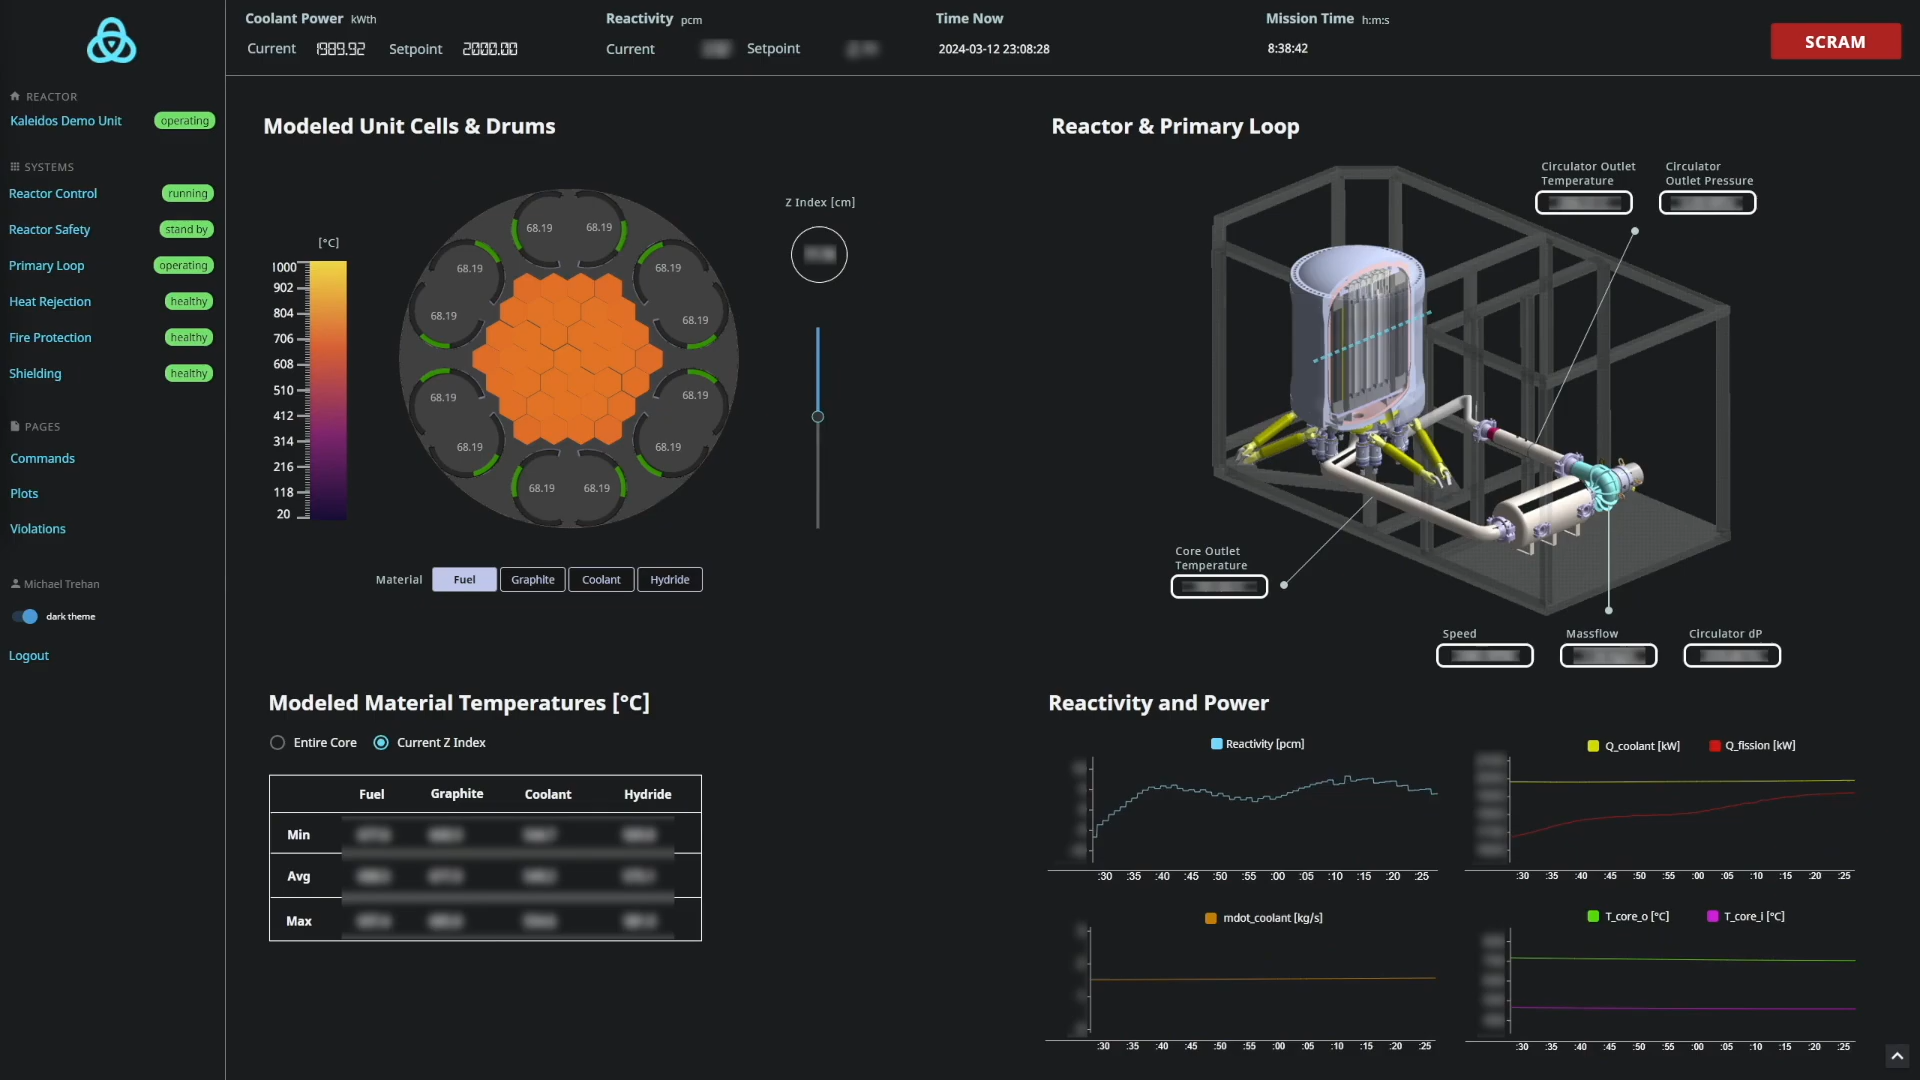 Coolant Power kWth
Current 1989.92 Setpoint 2000.00
Reactivity pcm
Current Setpoint
Time Now
2024-03-12 23:08:28
Mission Time h:m:s
8:38:42
SCRAM
REACTOR
Kaleidos Demo Unit operating
SYSTEMS
Reactor Control running
Reactor Safety stand by
Primary Loop operating
Heat Rejection healthy
Fire Protection healthy
Shielding healthy
PAGES
Commands
Plots
Violations
Michael Trehan
dark theme
Logout
Modeled Unit Cells & Drums
[°C]
1000
902
804
706
608
510
412
314
216
118
20
68.19 68.19
68.19 68.19
68.19 68.19
68.19 68.19
68.19 68.19
68.19 68.19
Z Index [cm]
Material Fuel Graphite Coolant Hydride
Reactor & Primary Loop
Circulator Outlet
Temperature
Circulator
Outlet Pressure
Core Outlet
Temperature
Speed Massflow Circulator dP
Modeled Material Temperatures [°C]
Entire Core Current Z Index
Fuel Graphite Coolant Hydride
Min
Avg
Max
Reactivity and Power
Reactivity [pcm]
:30 :35 :40 :45 :50 :55 :00 :05 :10 :15 :20 :25
Q_coolant [kW] Q_fission [kW]
:30 :35 :40 :45 :50 :55 :00 :05 :10 :15 :20 :25
mdot_coolant [kg/s]
:30 :35 :40 :45 :50 :55 :00 :05 :10 :15 :20 :25
T_core_o [°C] T_core_i [°C]
:30 :35 :40 :45 :50 :55 :00 :05 :10 :15 :20 :25